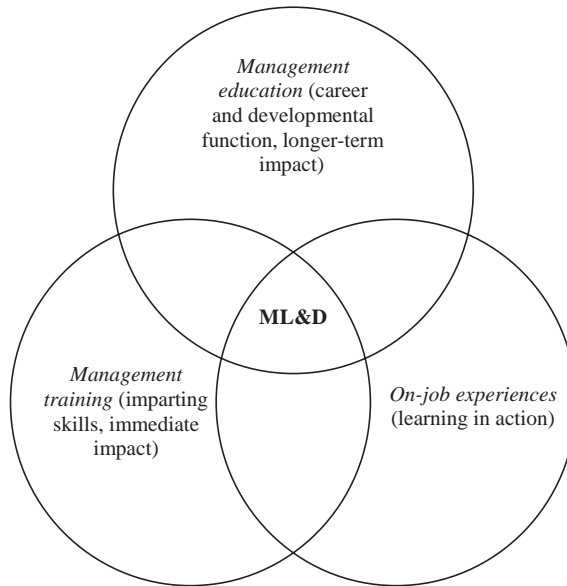 Management
education (career
and developmental
function, longer-term
impact)
ML&D
Management
training (imparting
skills, immediate
impact)
On-job experiences
(learning in action)